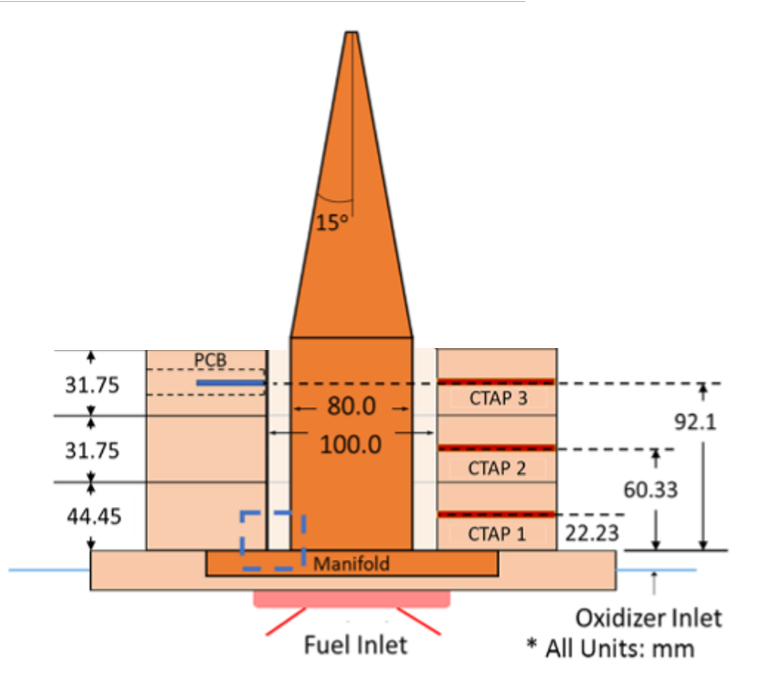 15°
PCB
31.75
CTAP 3
80.0
92.1
100.0
31.75
CTAP 2
60.33
44.45
CTAP 1
22.23
Manifold
Oxidizer Inlet
Fuel Inlet
* All Units: mm